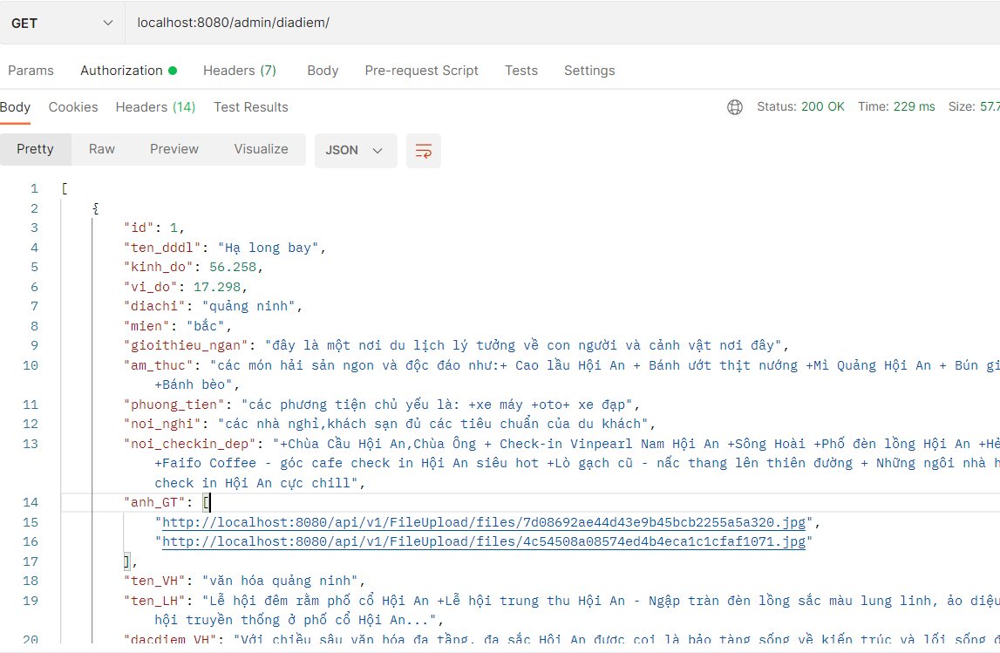 GET localhost:8080/admin/diadiem/
Params Authorization Headers (7) Body Pre-request Script Tests Settings
Body Cookies Headers (14) Test Results Status: 200 OK Time: 229 ms Size: 57.7
Pretty Raw Preview Visualize JSON
1 [
2 {
3 "id": 1,
4 "ten_dddl": "Hạ long bay",
5 "kinh_do": 56.258,
6 "vi_do": 17.298,
7 "diachi": "quảng ninh",
8 "mien": "bắc",
9 "gioithieu_ngan": "đây là một nơi du lịch lý tưởng về con người và cảnh vật nơi đây",
10 "am_thuc": "các món hải sản ngon và độc đáo như:+ Cao lầu Hội An + Bánh ướt thịt nướng +Mì Quảng Hội An + Bún gi
+Bánh bèo",
11 "phuong_tien": "các phương tiện chủ yếu là: +xe máy +oto+ xe đạp",
12 "noi_nghi": "các nhà nghỉ,khách sạn đủ các tiêu chuẩn của du khách",
13 "noi_checkin_dep": "+Chùa Cầu Hội An,Chùa Ông + Check-in Vinpearl Nam Hội An +Sông Hoài +Phố đèn lồng Hội An +Hẻ
+Faifo Coffee - góc cafe check in Hội An siêu hot +Lò gạch cũ - nấc thang lên thiên đường + Những ngôi nhà h
check in Hội An cực chill",
14 "anh_GT": [
15 "http://localhost:8080/api/v1/FileUpload/files/7d08692ae44d43e9b45bcb2255a5a320.jpg",
16 "http://localhost:8080/api/v1/FileUpload/files/4c54508a08574ed4b4eca1c1cfaf1071.jpg"
17 ],
18 "ten_VH": "văn hóa quảng ninh",
19 "ten_LH": "Lễ hội đêm rằm phố cổ Hội An +Lễ hội trung thu Hội An - Ngập tràn đèn lồng sắc màu lung linh, ảo diệu
hội truyền thống ở phố cổ Hội An...",
20 "dacdiem_VH": "Với chiều sâu văn hóa đa tầng, đa sắc Hội An được coi là bảo tàng sống về kiến trúc và lối sống đ